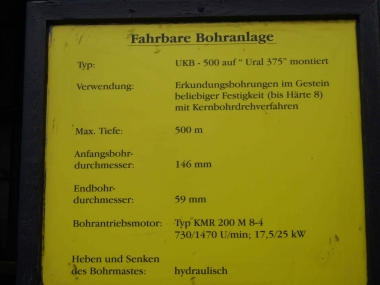 Fahrbare Bohranlage
Typ: UKB - 500 auf " Ural 375" montiert
Verwendung: Erkundungsbohrungen im Gestein
beliebiger Festigkeit (bis Härte 8)
mit Kernbohrdrehverfahren
Max. Tiefe: 500 m
Anfangsbohr-
durchmesser: 146 mm
Endbohr-
durchmesser: 59 mm
Bohrantriebsmotor: Typ KMR 200 M 8-4
730/1470 U/min; 17,5/25 kW
Heben und Senken
des Bohrmastes: hydraulisch